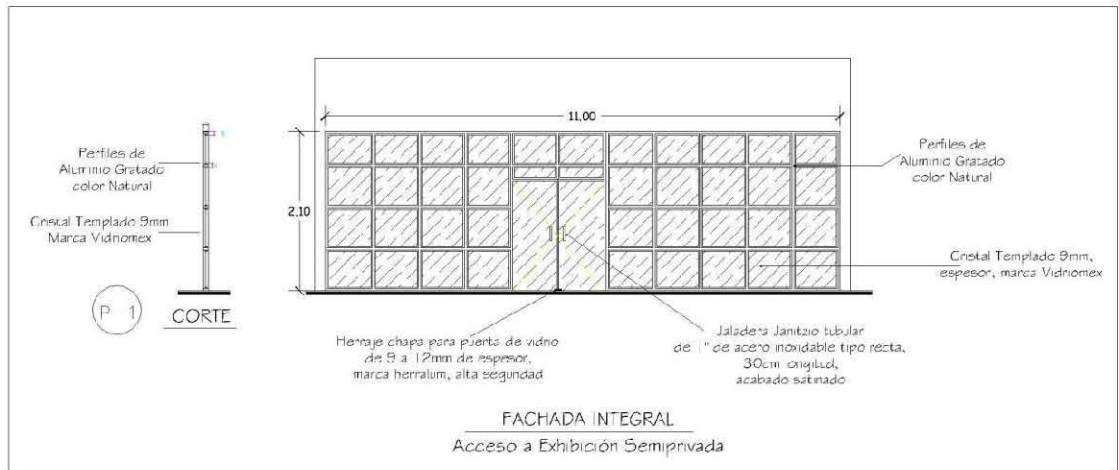 11.00
2.10
Perfiles de
Aluminio Gratado
color Natural
Cristal Templado 9mm
Marca Vidriomex
P 1
CORTE
Perfiles de
Aluminio Gratado
color Natural
Cristal Templado 9mm,
espesor, marca Vidriomex
Herraje chapa para puerta de vidrio
de 9 a 12mm de espesor,
marca herralum, alta seguridad
Jaladera Janitzio tubular
de 1" de acero inoxidable tipo recta,
30cm longitud,
acabado satinado
FACHADA INTEGRAL
Acceso a Exhibición Semiprivada